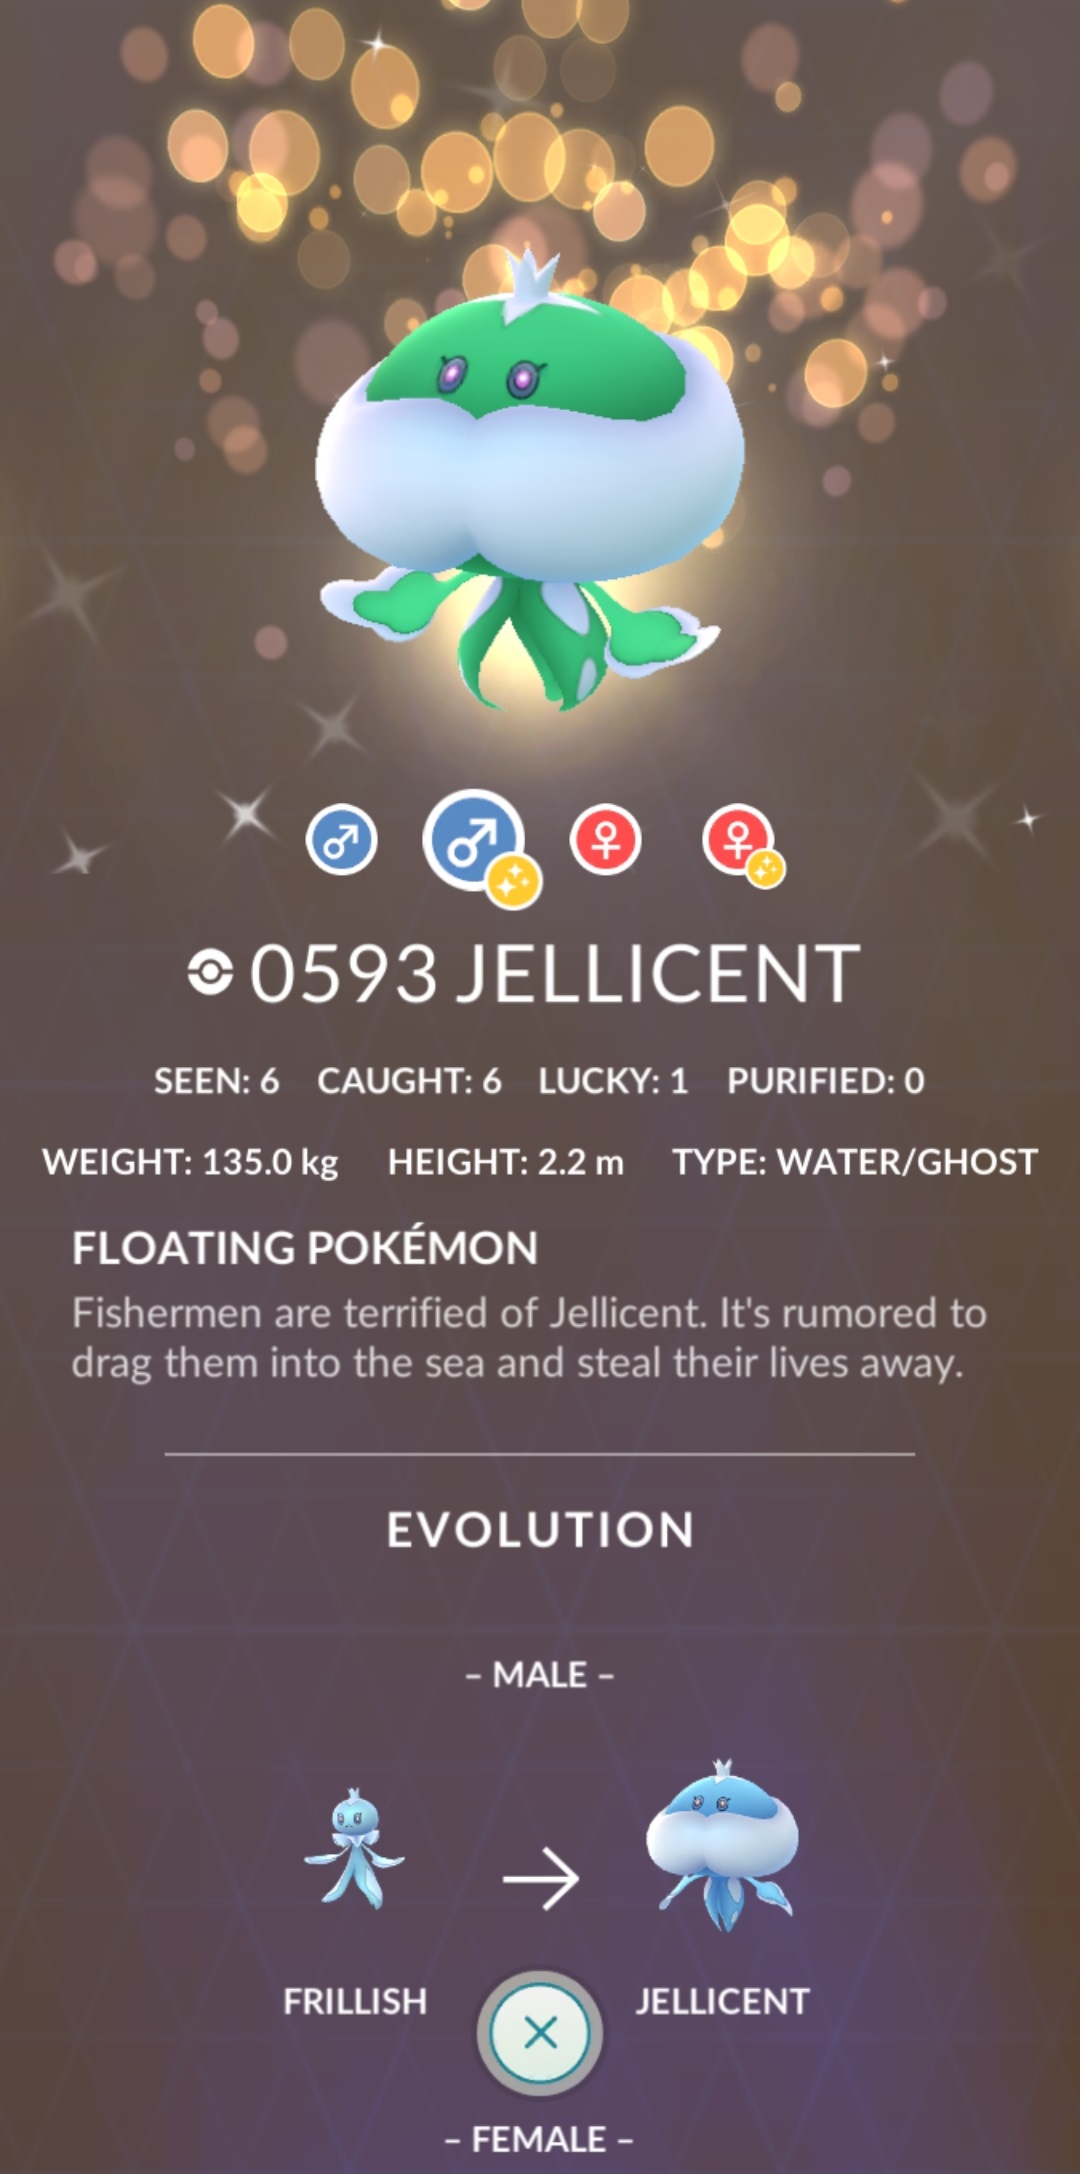 0593 JELLICENT
SEEN: 6 CAUGHT: 6 LUCKY: 1 PURIFIED: 0
WEIGHT: 135.0 kg HEIGHT: 2.2 m TYPE: WATER/GHOST
FLOATING POKÉMON
Fishermen are terrified of Jellicent. It's rumored to
drag them into the sea and steal their lives away.
EVOLUTION
– MALE –
FRILLISH JELLICENT
– FEMALE –